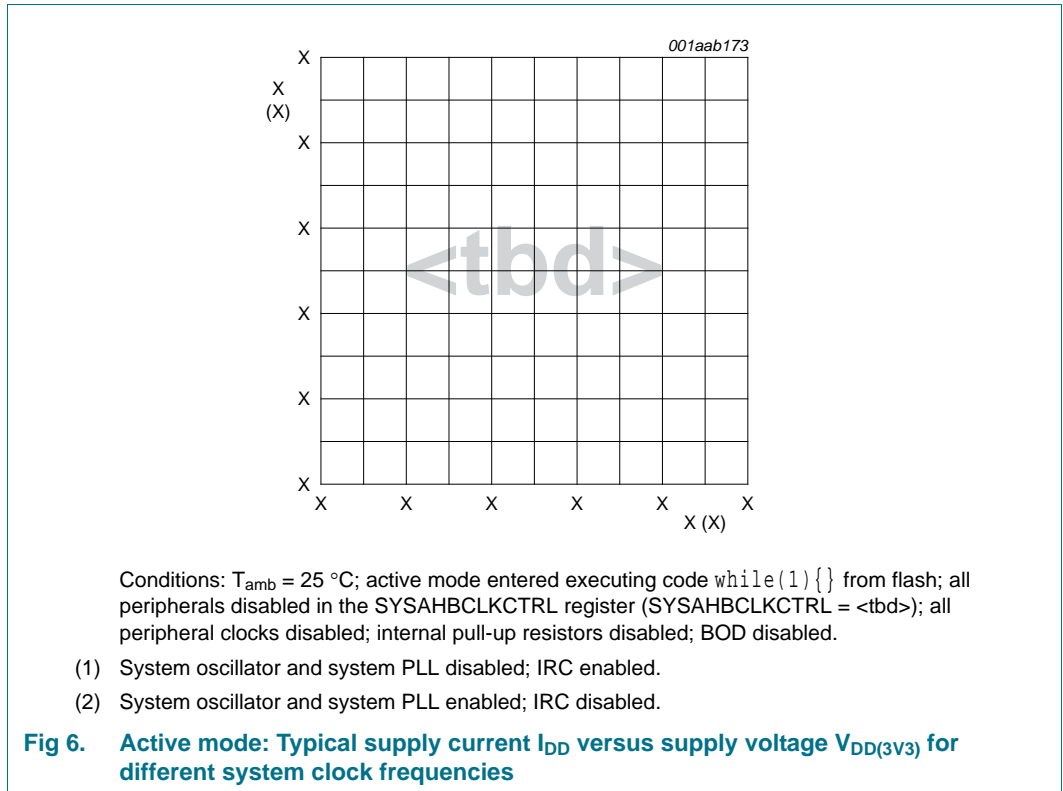 001aab173
X
X
(X)
X
X
<tbd>
X
X
X
X X X X X X
X (X)
Conditions: Tamb = 25 °C; active mode entered executing code while(1){} from flash; all
peripherals disabled in the SYSAHBCLKCTRL register (SYSAHBCLKCTRL = <tbd>); all
peripheral clocks disabled; internal pull-up resistors disabled; BOD disabled.
(1) System oscillator and system PLL disabled; IRC enabled.
(2) System oscillator and system PLL enabled; IRC disabled.
Fig 6. Active mode: Typical supply current IDD versus supply voltage VDD(3V3) for
different system clock frequencies